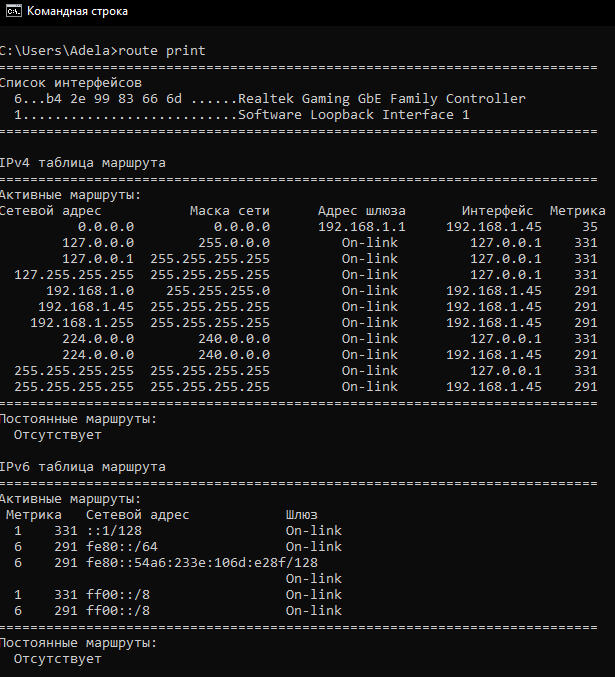 Командная строка
C:\Users\Adela>route print
===========================================================================
Список интерфейсов
  6...b4 2e 99 83 66 6d ......Realtek Gaming GbE Family Controller
  1...........................Software Loopback Interface 1
===========================================================================
IPv4 таблица маршрута
===========================================================================
Активные маршруты:
Сетевой адрес           Маска сети      Адрес шлюза       Интерфейс  Метрика
          0.0.0.0          0.0.0.0      192.168.1.1     192.168.1.45     35
        127.0.0.0        255.0.0.0         On-link         127.0.0.1    331
        127.0.0.1  255.255.255.255         On-link         127.0.0.1    331
  127.255.255.255  255.255.255.255         On-link         127.0.0.1    331
      192.168.1.0    255.255.255.0         On-link      192.168.1.45    291
     192.168.1.45  255.255.255.255         On-link      192.168.1.45    291
    192.168.1.255  255.255.255.255         On-link      192.168.1.45    291
        224.0.0.0        240.0.0.0         On-link         127.0.0.1    331
        224.0.0.0        240.0.0.0         On-link      192.168.1.45    291
  255.255.255.255  255.255.255.255         On-link         127.0.0.1    331
  255.255.255.255  255.255.255.255         On-link      192.168.1.45    291
===========================================================================
Постоянные маршруты:
  Отсутствует
IPv6 таблица маршрута
===========================================================================
Активные маршруты:
 Метрика   Сетевой адрес            Шлюз
  1    331 ::1/128                  On-link
  6    291 fe80::/64                On-link
  6    291 fe80::54a6:233e:106d:e28f/128
                                    On-link
  1    331 ff00::/8                 On-link
  6    291 ff00::/8                 On-link
===========================================================================
Постоянные маршруты:
  Отсутствует